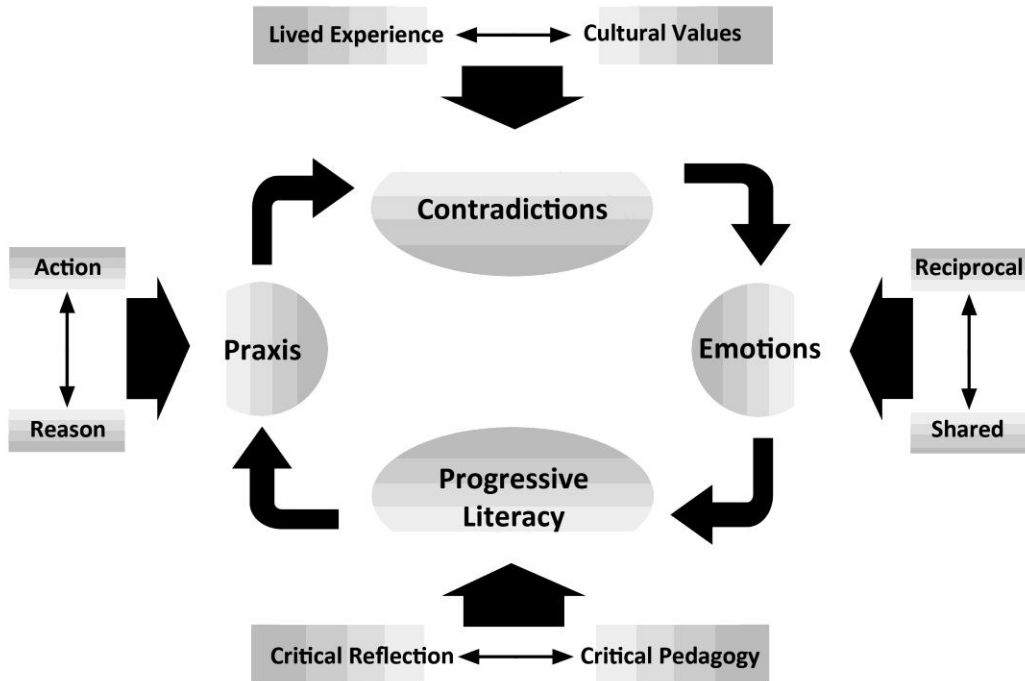 Lived Experience
Cultural Values
Contradictions
Action
Reciprocal
Praxis
Emotions
Reason
Shared
Progressive
Literacy
Critical Reflection
Critical Pedagogy